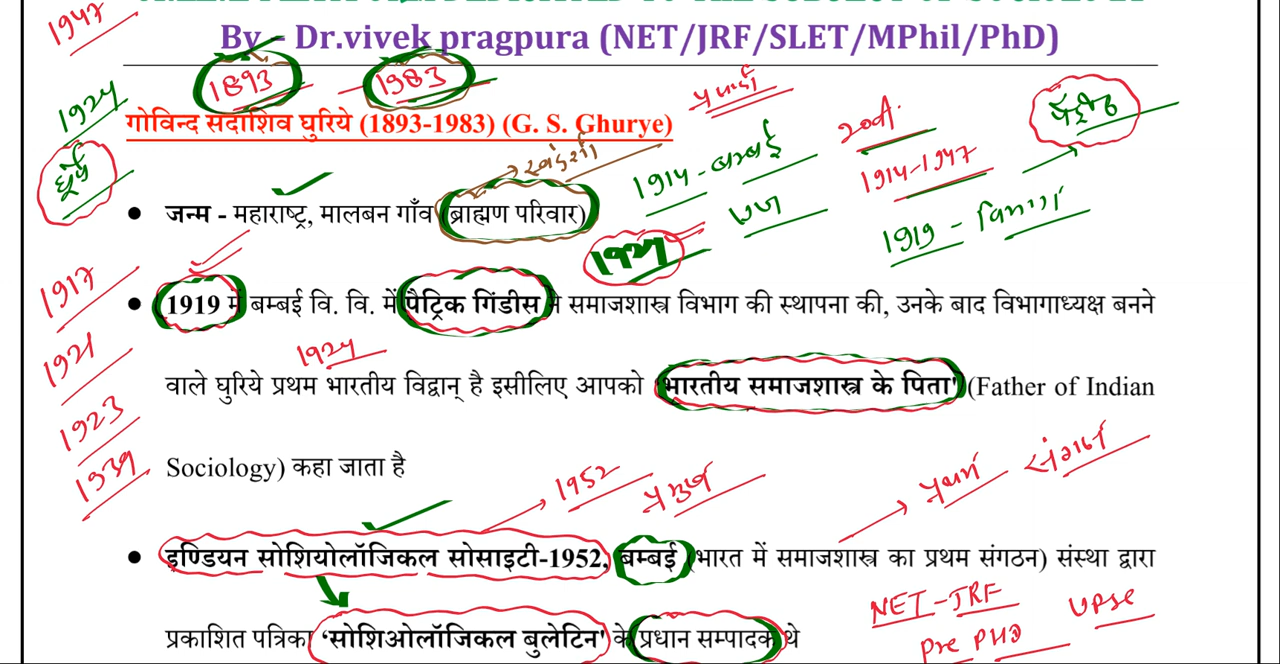 1947
By – Dr.vivek pragpura (NET/JRF/SLET/MPhil/PhD)
1893
1983
1924
गोविन्द सदाशिव घुरिये (1893-1983) (G. S. Ghurye)
घूर्ये
1914 - बम्बई
1914-1947
1919 - विभाग
जन्म - महाराष्ट्र, मालबन गाँव (ब्राह्मण परिवार)
1917
• (1919 में बम्बई वि. वि. में पैट्रिक गिंडीस ने समाजशास्त्र विभाग की स्थापना की, उनके बाद विभागाध्यक्ष बनने
1921
1924
वाले घुरिये प्रथम भारतीय विद्वान् है इसीलिए आपको 'भारतीय समाजशास्त्र के पिता' (Father of Indian
1923
Sociology) कहा जाता है
1939
1952
प्रथम संगठन
• इण्डियन सोशियोलॉजिकल सोसाइटी-1952, बम्बई (भारत में समाजशास्त्र का प्रथम संगठन) संस्था द्वारा
NET-JRF UPSC
प्रकाशित पत्रिका 'सोशिओलॉजिकल बुलेटिन' के प्रधान सम्पादक थे
Pre PHD